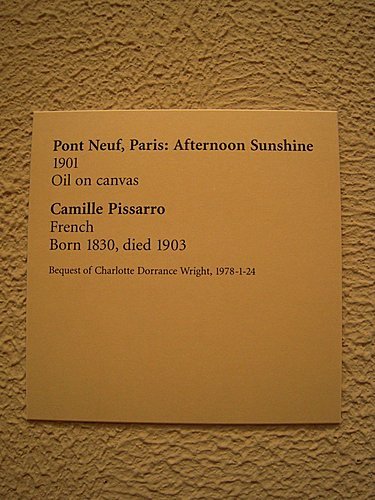 Pont Neuf, Paris: Afternoon Sunshine
1901
Oil on canvas
Camille Pissarro
French
Born 1830, died 1903
Bequest of Charlotte Dorrance Wright, 1978-1-24